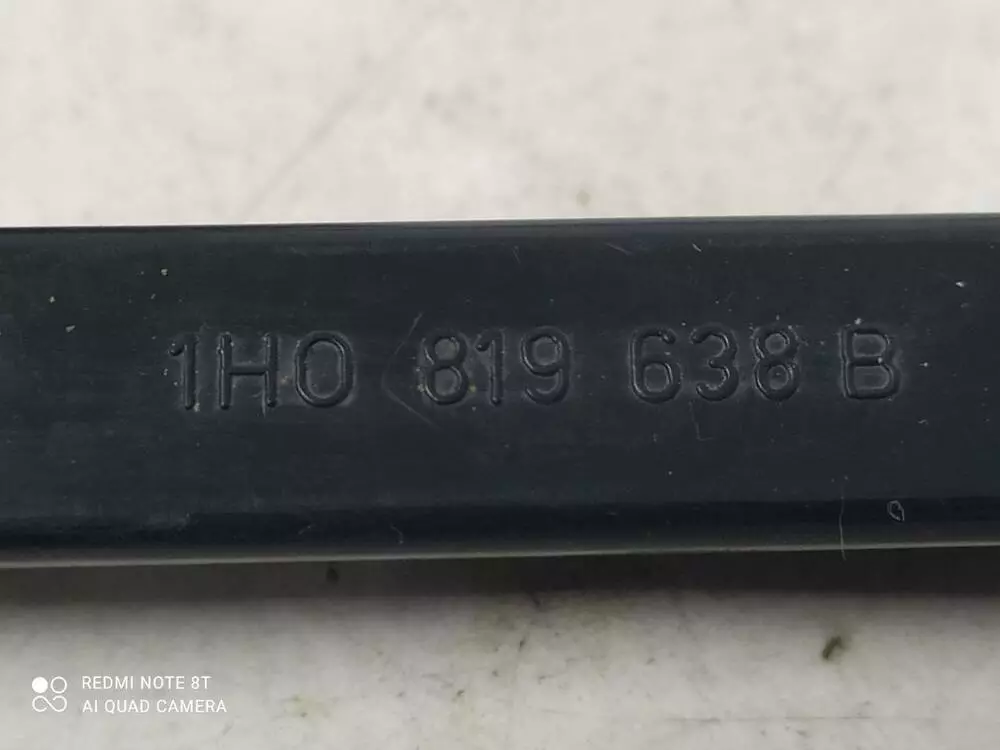 1H0 819 638 B
REDMI NOTE 8T
AI QUAD CAMERA